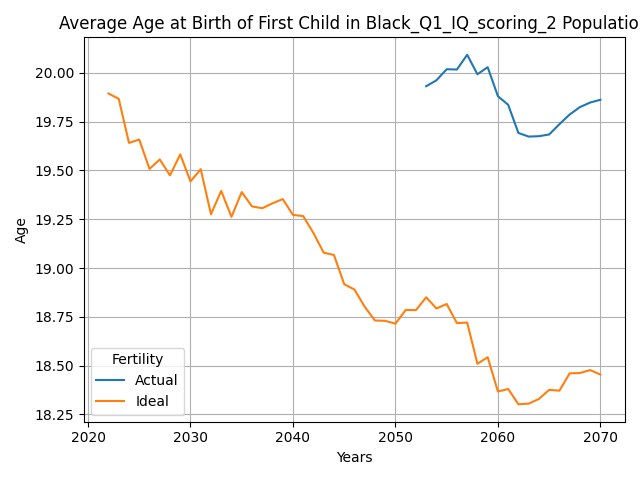 Average Age at Birth of First Child in Black_Q1_IQ_scoring_2 Populatio
20.00
19.75
19.50
19.25
19.00
18.75
18.50
18.25
Age
Fertility
Actual
Ideal
2020 2030 2040 2050 2060 2070
Years